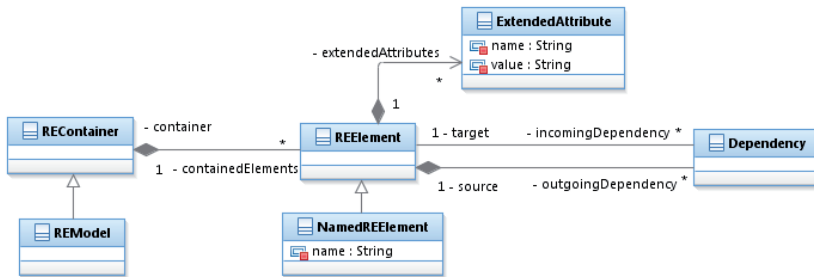 ExtendedAttribute
name : String
value : String
- extendedAttributes
*
1
REContainer
- container
*
1 - containedElements
REElement
1 - target
- incomingDependency *
1 - source
- outgoingDependency *
Dependency
REModel
NamedREElement
name : String